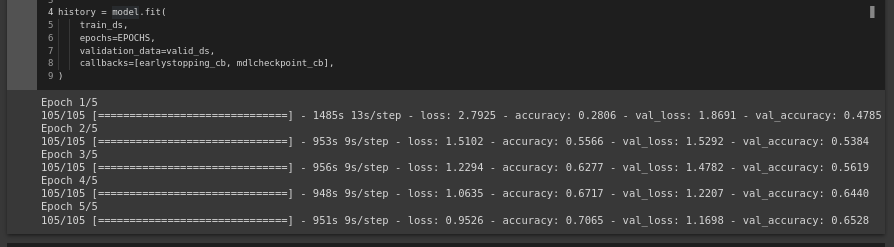 4 history = model.fit(
5 train_ds,
6 epochs=EPOCHS,
7 validation_data=valid_ds,
8 callbacks=[earlystopping_cb, mdlcheckpoint_cb],
9 )
Epoch 1/5
105/105 [==============================] - 1485s 13s/step - loss: 2.7925 - accuracy: 0.2806 - val_loss: 1.8691 - val_accuracy: 0.4785
Epoch 2/5
105/105 [==============================] - 953s 9s/step - loss: 1.5102 - accuracy: 0.5566 - val_loss: 1.5292 - val_accuracy: 0.5384
Epoch 3/5
105/105 [==============================] - 956s 9s/step - loss: 1.2294 - accuracy: 0.6277 - val_loss: 1.4782 - val_accuracy: 0.5619
Epoch 4/5
105/105 [==============================] - 948s 9s/step - loss: 1.0635 - accuracy: 0.6717 - val_loss: 1.2207 - val_accuracy: 0.6440
Epoch 5/5
105/105 [==============================] - 951s 9s/step - loss: 0.9526 - accuracy: 0.7065 - val_loss: 1.1698 - val_accuracy: 0.6528